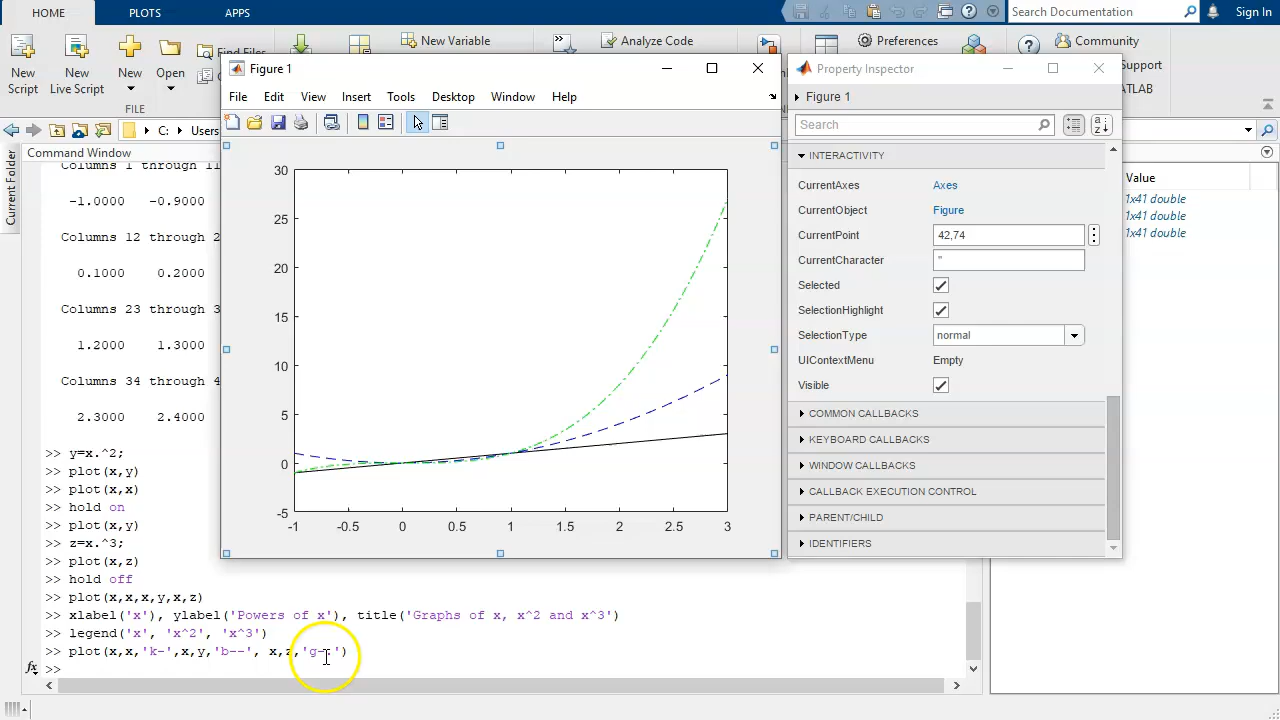 HOME PLOTS APPS Search Documentation Sign In
New Variable Analyze Code Preferences Community
New Script New Live Script New Open Find Files Support
ATLAB
FILE
C: Users
Current Folder
Command Window
Columns 1 through 11
-1.0000 -0.9000
Columns 12 through 2
0.1000 0.2000
Columns 23 through 3
1.2000 1.3000
Columns 34 through 4
2.3000 2.4000
>> y=x.^2;
>> plot(x,y)
>> plot(x,x)
>> hold on
>> plot(x,y)
>> z=x.^3;
>> plot(x,z)
>> hold off
>> plot(x,x,x,y,x,z)
>> xlabel('x'), ylabel('Powers of x'), title('Graphs of x, x^2 and x^3')
>> legend('x', 'x^2', 'x^3')
>> plot(x,x,'k-',x,y,'b--', x,z,'g-.')
fx >>
Figure 1
File Edit View Insert Tools Desktop Window Help
30
25
20
15
10
5
0
-5
-1 -0.5 0 0.5 1 1.5 2 2.5 3
Property Inspector
Figure 1
Search
INTERACTIVITY
CurrentAxes Axes
CurrentObject Figure
CurrentPoint 42,74
CurrentCharacter ''
Selected
SelectionHighlight
SelectionType normal
UIContextMenu Empty
Visible
COMMON CALLBACKS
KEYBOARD CALLBACKS
WINDOW CALLBACKS
CALLBACK EXECUTION CONTROL
PARENT/CHILD
IDENTIFIERS
Value
1x41 double
1x41 double
1x41 double